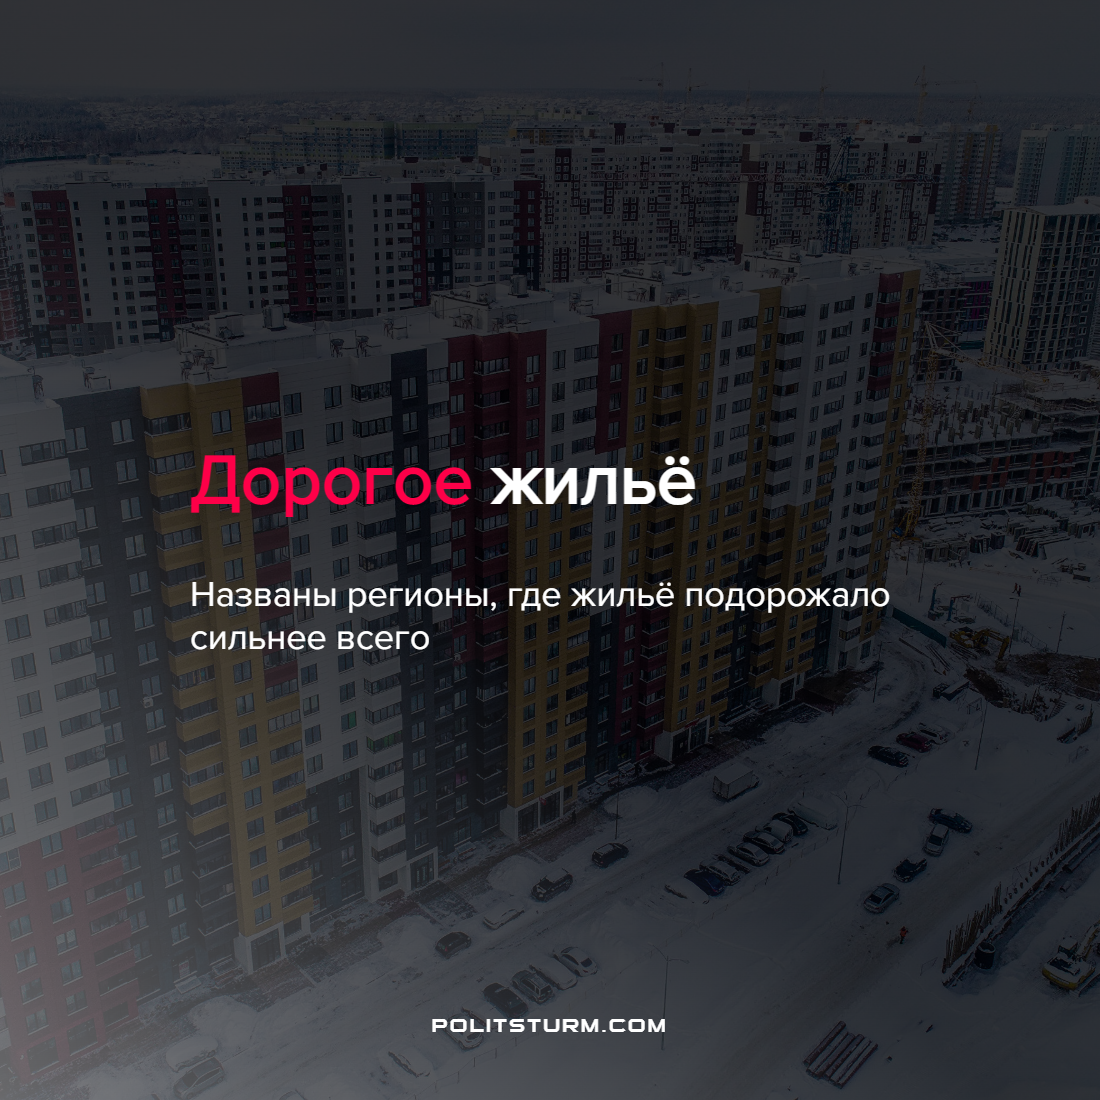 Дорогое жильё
Названы регионы, где жильё подорожало
сильнее всего
POLITSTURM.COM